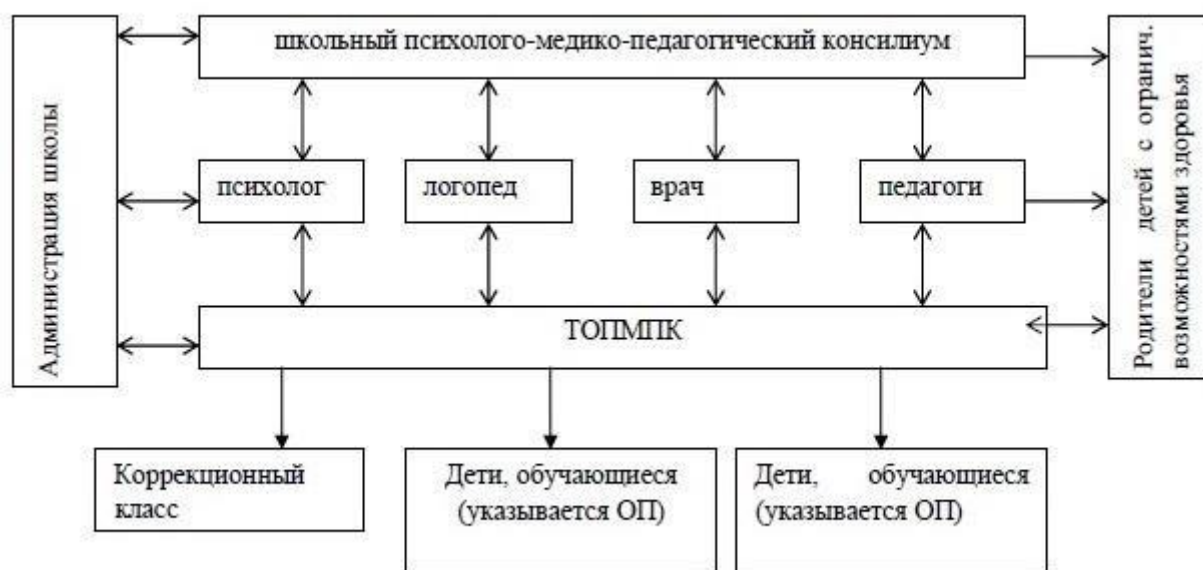 Администрация школы
школьный психолого-медико-педагогический консилиум
Родители детей с огранич.
возможностями здоровья
психолог
логопед
врач
педагоги
ТОПМПК
Коррекционный
класс
Дети, обучающиеся
(указывается ОП)
Дети, обучающиеся
(указывается ОП)